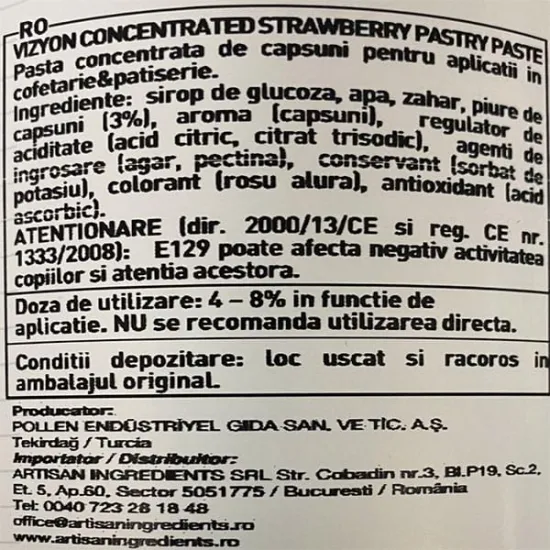 RO
VIZYON CONCENTRATED STRAWBERRY PASTRY PASTE
Pasta concentrata de capsuni pentru aplicatii in
cofetarie&patiserie.
Ingrediente: sirop de glucoza, apa, zahar, piure de
capsuni (3%), aroma (capsuni), regulator de
aciditate (acid citric, citrat trisodic), agenti de
ingrosare (agar, pectina), conservant (sorbat de
potasiu), colorant (rosu alura), antioxidant (acid
ascorbic).
ATENTIONARE (dir. 2000/13/CE si reg. CE nr.
1333/2008): E129 poate afecta negativ activitatea
copiilor si atentia acestora.
Doza de utilizare: 4 – 8% in functie de
aplicatie. NU se recomanda utilizarea directa.
Conditii depozitare: loc uscat si racoros in
ambalajul original.
Producator:
POLLEN ENDÜSTRİYEL GIDA SAN. VE TİC. A.Ş.
Tekirdağ / Turcia
Importator / Distribuitor:
ARTISAN INGREDIENTS SRL Str. Cobadin nr.3, Bl.P19, Sc.2,
Et. 5, Ap.60, Sector 5051775 / Bucuresti / România
Tel: 0040 723 26 18 48
office@artisaningredients.ro
www.artisaningredients.ro